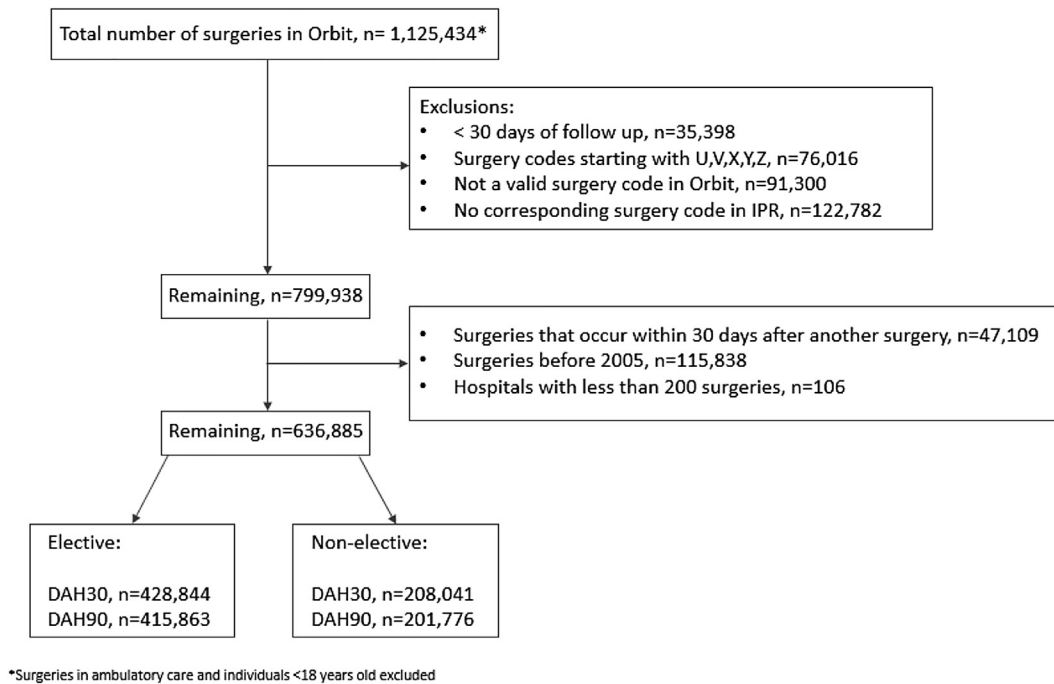 Total number of surgeries in Orbit, n= 1,125,434*
Exclusions:
• < 30 days of follow up, n=35,398
• Surgery codes starting with U,V,X,Y,Z, n=76,016
• Not a valid surgery code in Orbit, n=91,300
• No corresponding surgery code in IPR, n=122,782
Remaining, n=799,938
• Surgeries that occur within 30 days after another surgery, n=47,109
• Surgeries before 2005, n=115,838
• Hospitals with less than 200 surgeries, n=106
Remaining, n=636,885
Elective:
DAH30, n=428,844
DAH90, n=415,863
Non-elective:
DAH30, n=208,041
DAH90, n=201,776
*Surgeries in ambulatory care and individuals <18 years old excluded